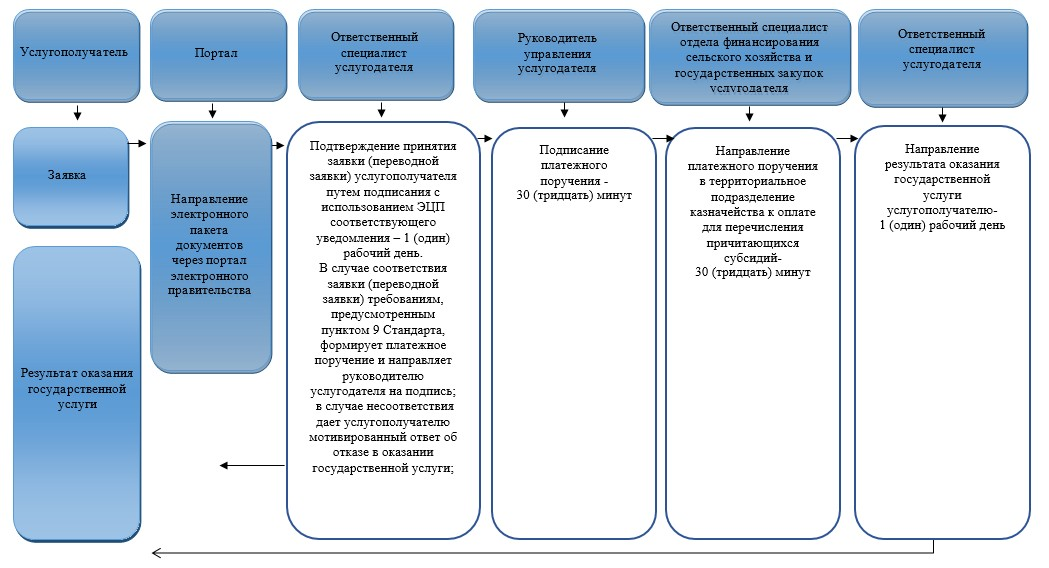 Услугополучатель
Портал
Ответственный
специалист
услугодателя
Руководитель
управления
услугодателя
Ответственный специалист
отдела финансирования
сельского хозяйства и
государственных закупок
услугодателя
Ответственный
специалист
услугодателя
Заявка
Направление
электронного
пакета
документов
через портал
электронного
правительства
Подтверждение принятия
заявки (переводной
заявки) услугополучателя
путем подписания с
использованием ЭЦП
соответствующего
уведомления – 1 (один)
рабочий день.
В случае соответствия
заявки (переводной
заявки) требованиям,
предусмотренным
пунктом 9 Стандарта,
формирует платежное
поручение и направляет
руководителю
услугодателя на подпись;
в случае несоответствия
дает услугополучателю
мотивированный ответ об
отказе в оказании
государственной услуги;
Подписание
платежного
поручения -
30 (тридцать) минут
Направление
платежного поручения
в территориальное
подразделение
казначейства к оплате
для перечисления
причитающихся
субсидий-
30 (тридцать) минут
Направление
результата оказания
государственной
услуги
услугополучателю-
1 (один) рабочий день
Результат оказания
государственной
услуги